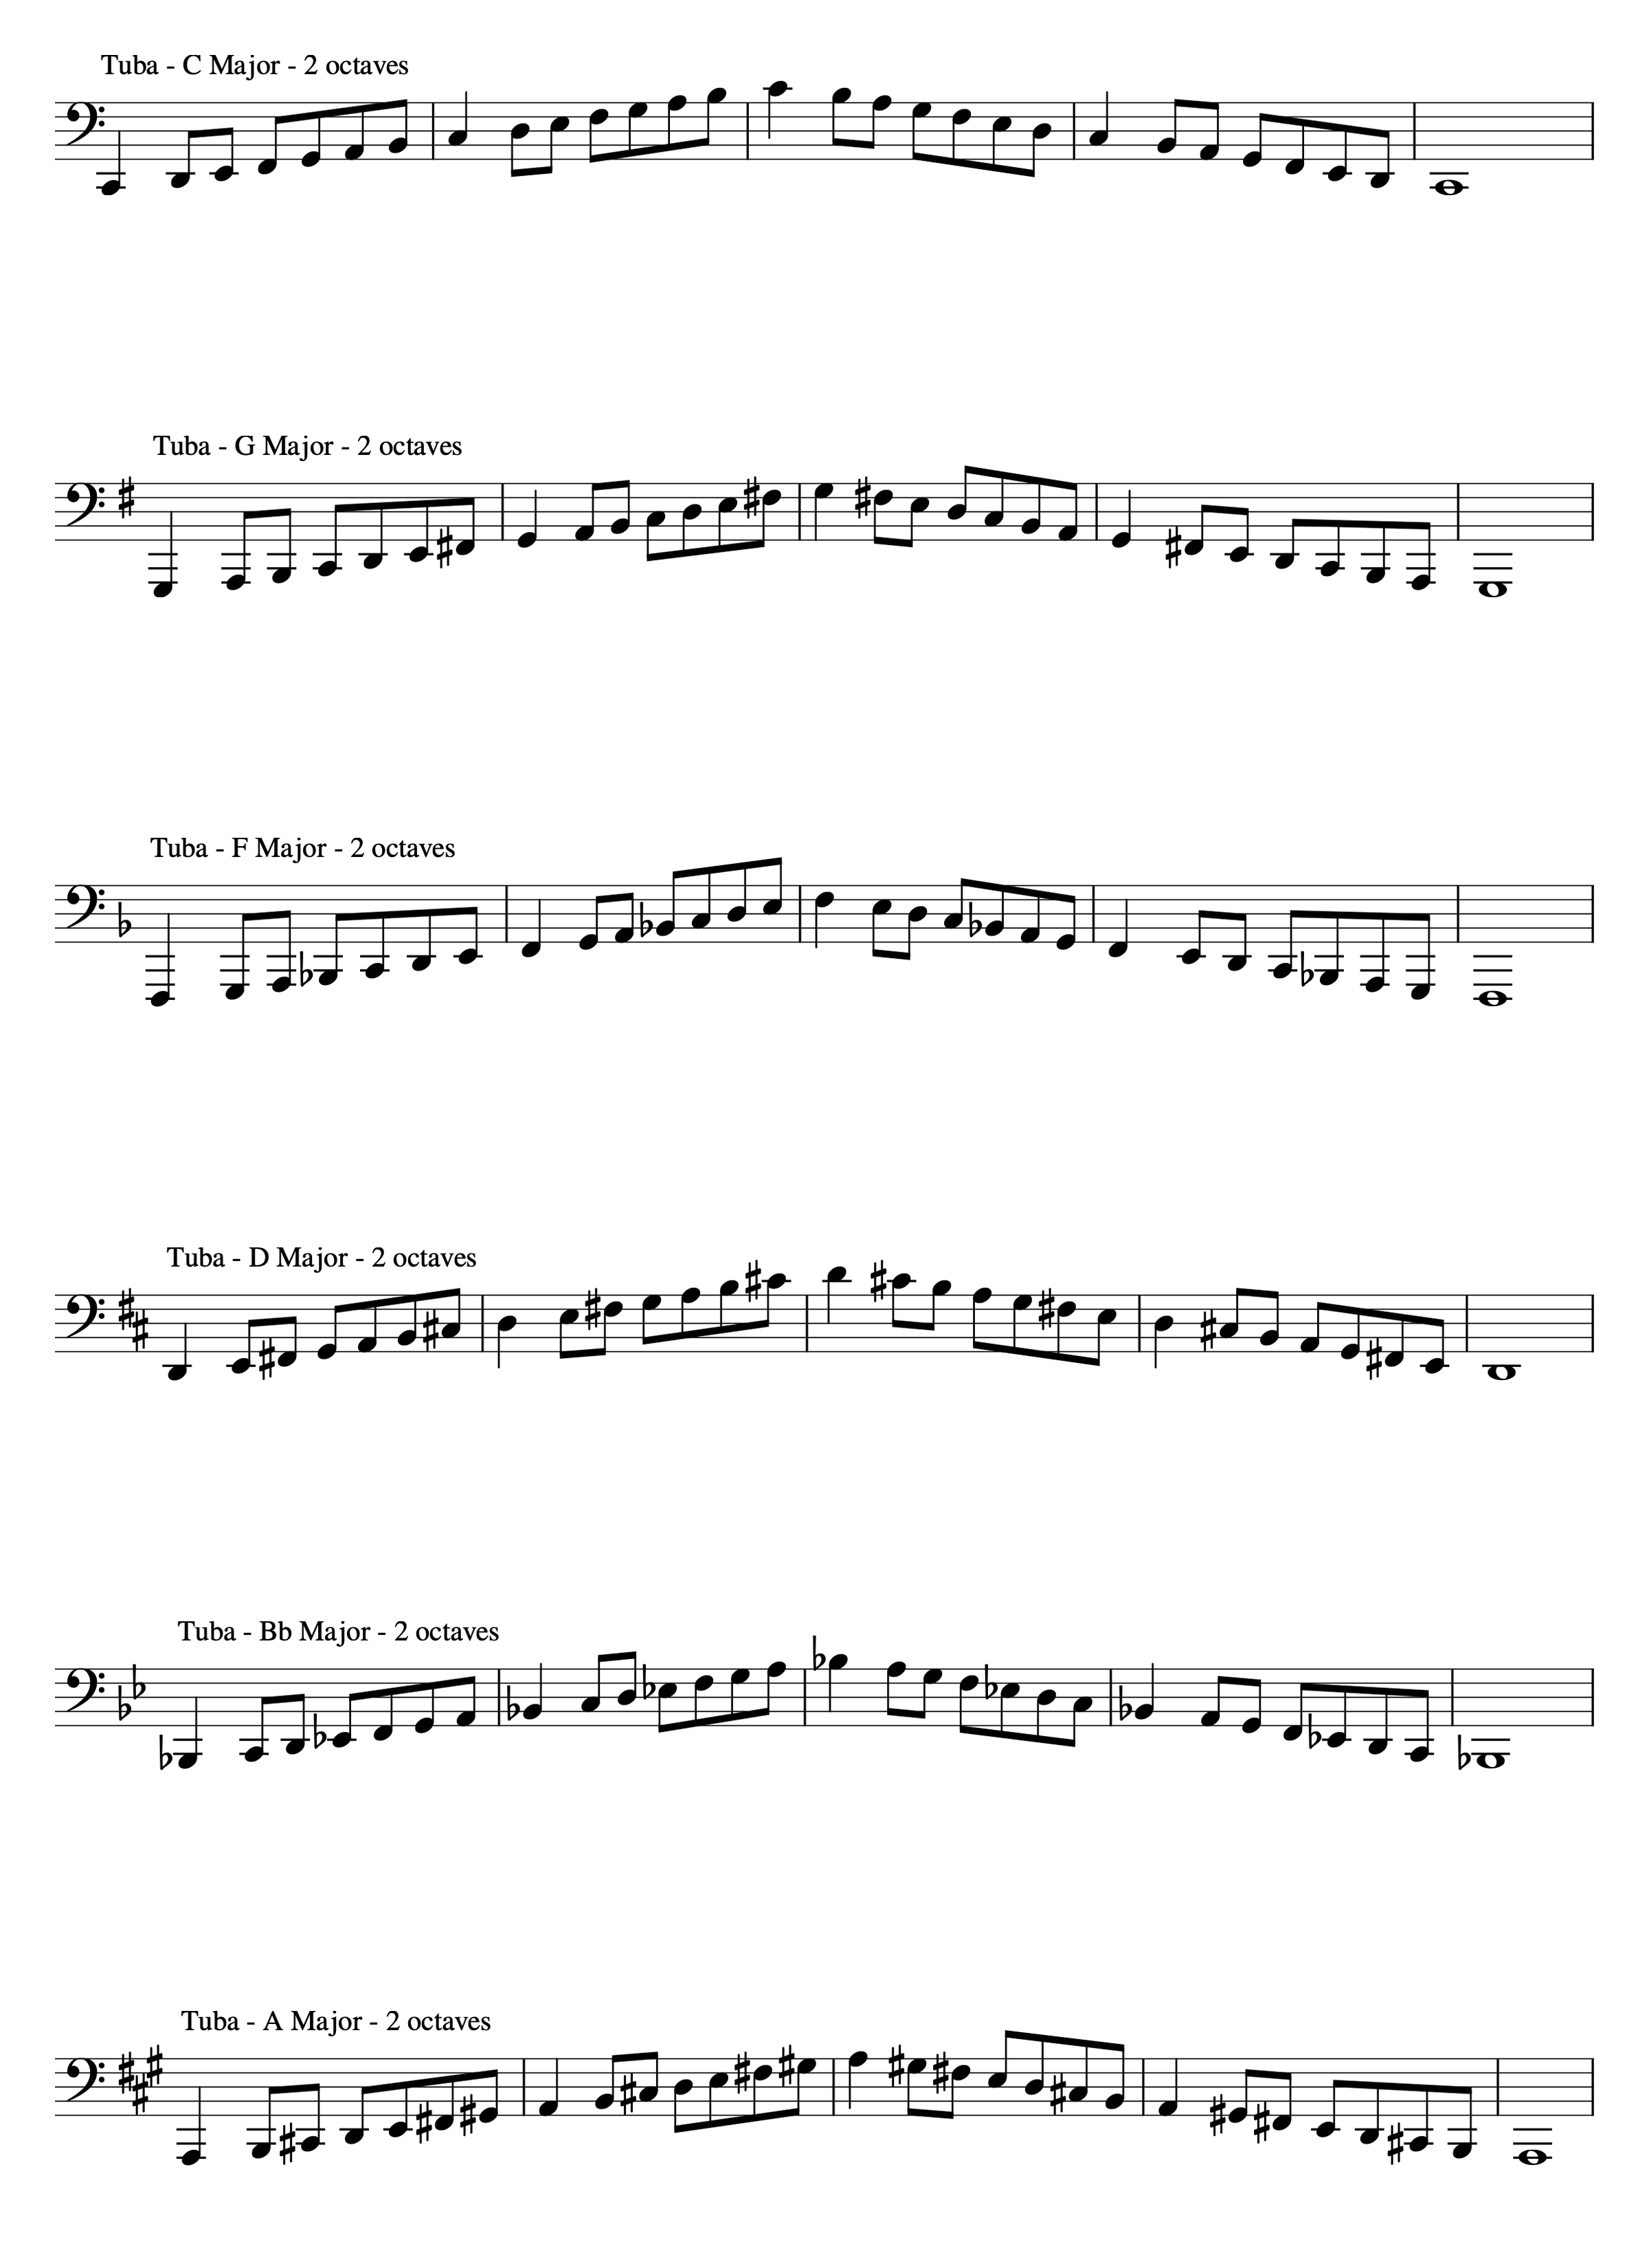 Tuba - C Major - 2 octaves
Tuba - G Major - 2 octaves
Tuba - F Major - 2 octaves
Tuba - D Major - 2 octaves
Tuba - Bb Major - 2 octaves
Tuba - A Major - 2 octaves